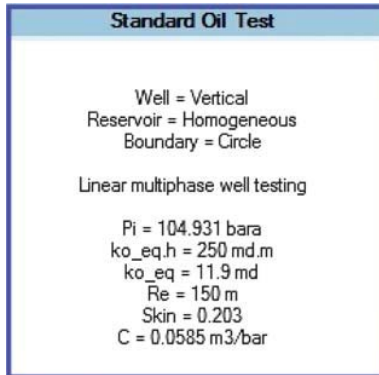 Standard Oil Test
Well = Vertical
Reservoir = Homogeneous
Boundary = Circle
Linear multiphase well testing
Pi = 104.931 bara
ko_eq.h = 250 md.m
ko_eq = 11.9 md
Re = 150 m
Skin = 0.203
C = 0.0585 m3/bar